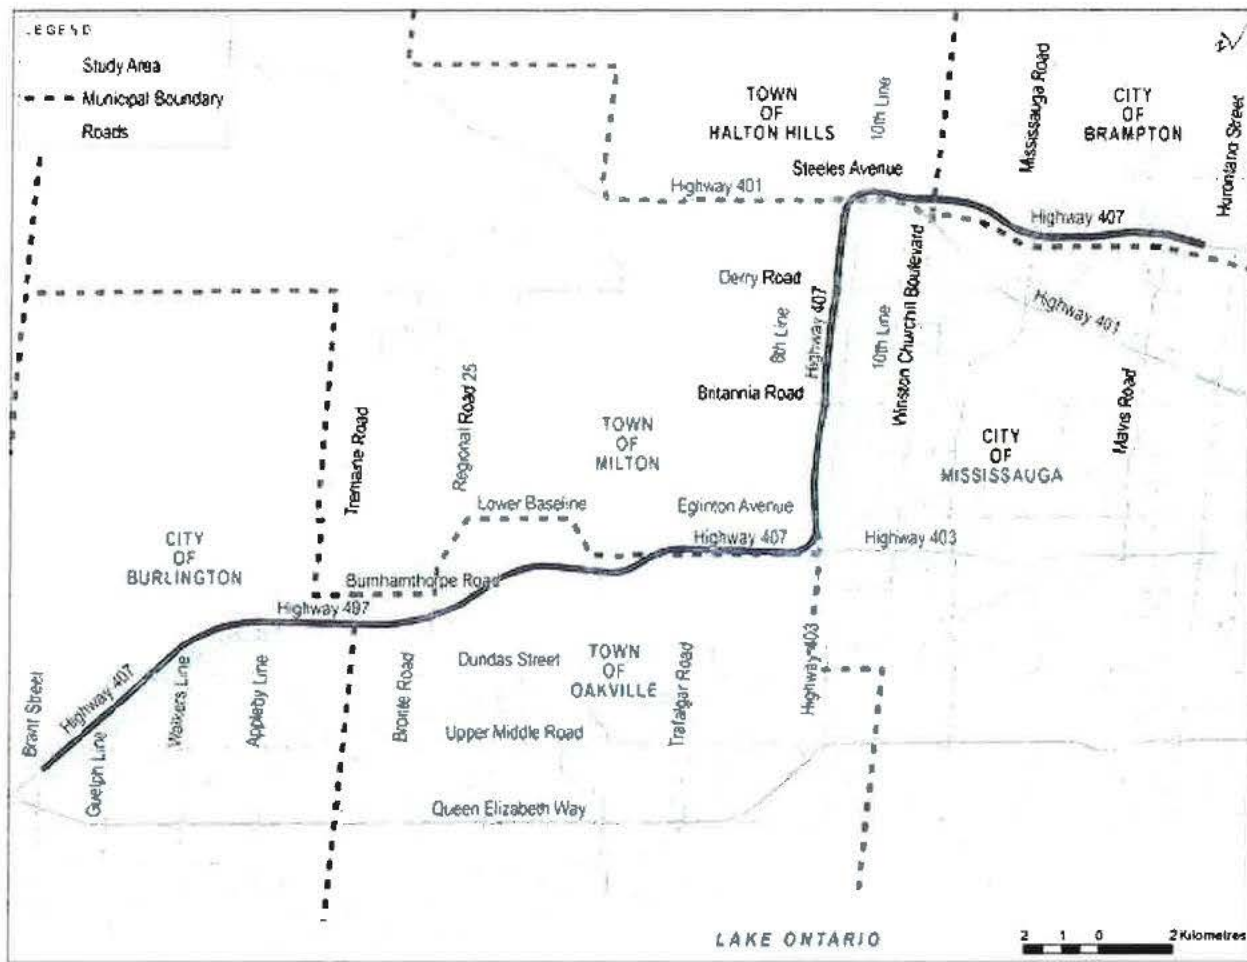 LEGEND
Study Area
Municipal Boundary
Roads
TOWN
OF
HALTON HILLS
10th Line
Mississauga Road
CITY
OF
BRAMPTON
Hurontario Street
Steeles Avenue
Highway 401
Highway 407
Derry Road
8th Line
Highway 407
10th Line
Winston Churchill Boulevard
Highway 401
Britannia Road
Mavis Road
CITY
OF
MISSISSAUGA
Tremaine Road
Regional Road 25
TOWN
OF
MILTON
Lower Baseline
Eglinton Avenue
Highway 407
Highway 403
CITY
OF
BURLINGTON
Burnhamthorpe Road
Highway 407
Brant Street
Highway 407
Guelph Line
Walkers Line
Appleby Line
Bronte Road
Dundas Street
TOWN
OF
OAKVILLE
Trafalgar Road
Highway 403
Upper Middle Road
Queen Elizabeth Way
LAKE ONTARIO
2 1 0 2 Kilometres